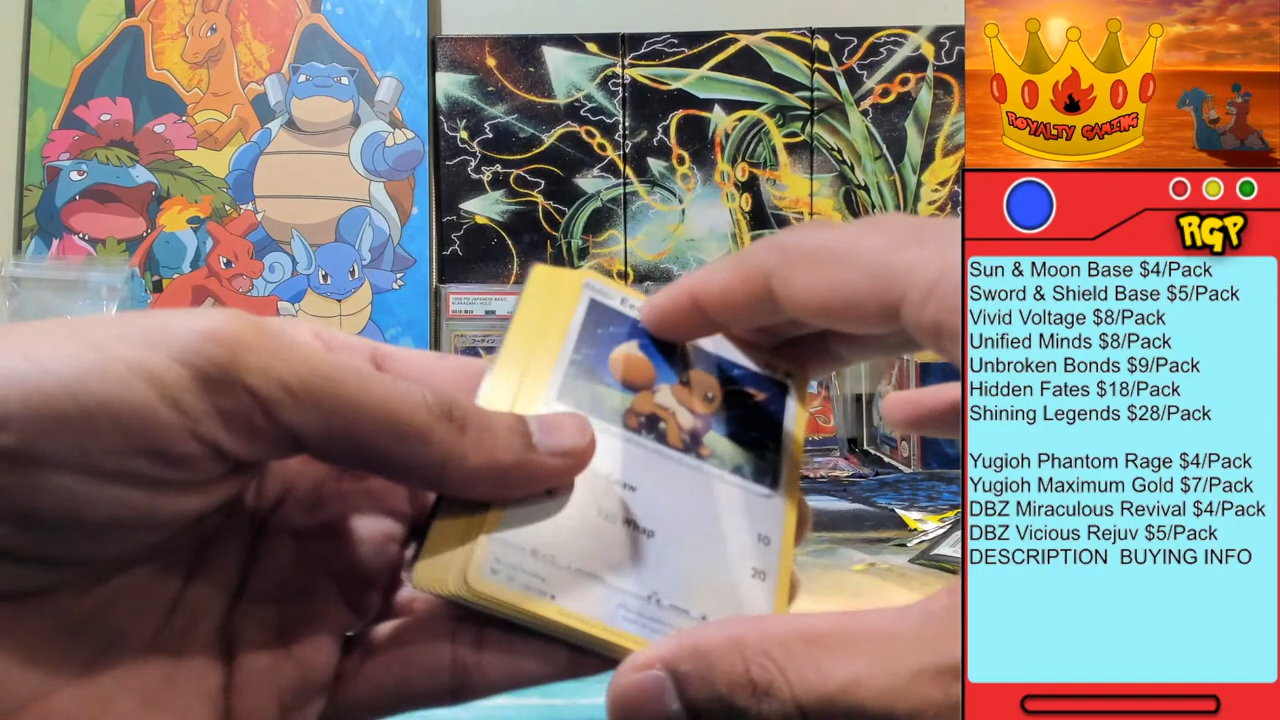 ROYALTY GAMING
RGP
Sun & Moon Base $4/Pack
Sword & Shield Base $5/Pack
Vivid Voltage $8/Pack
Unified Minds $8/Pack
Unbroken Bonds $9/Pack
Hidden Fates $18/Pack
Shining Legends $28/Pack
Yugioh Phantom Rage $4/Pack
Yugioh Maximum Gold $7/Pack
DBZ Miraculous Revival $4/Pack
DBZ Vicious Rejuv $5/Pack
DESCRIPTION BUYING INFO
10
20